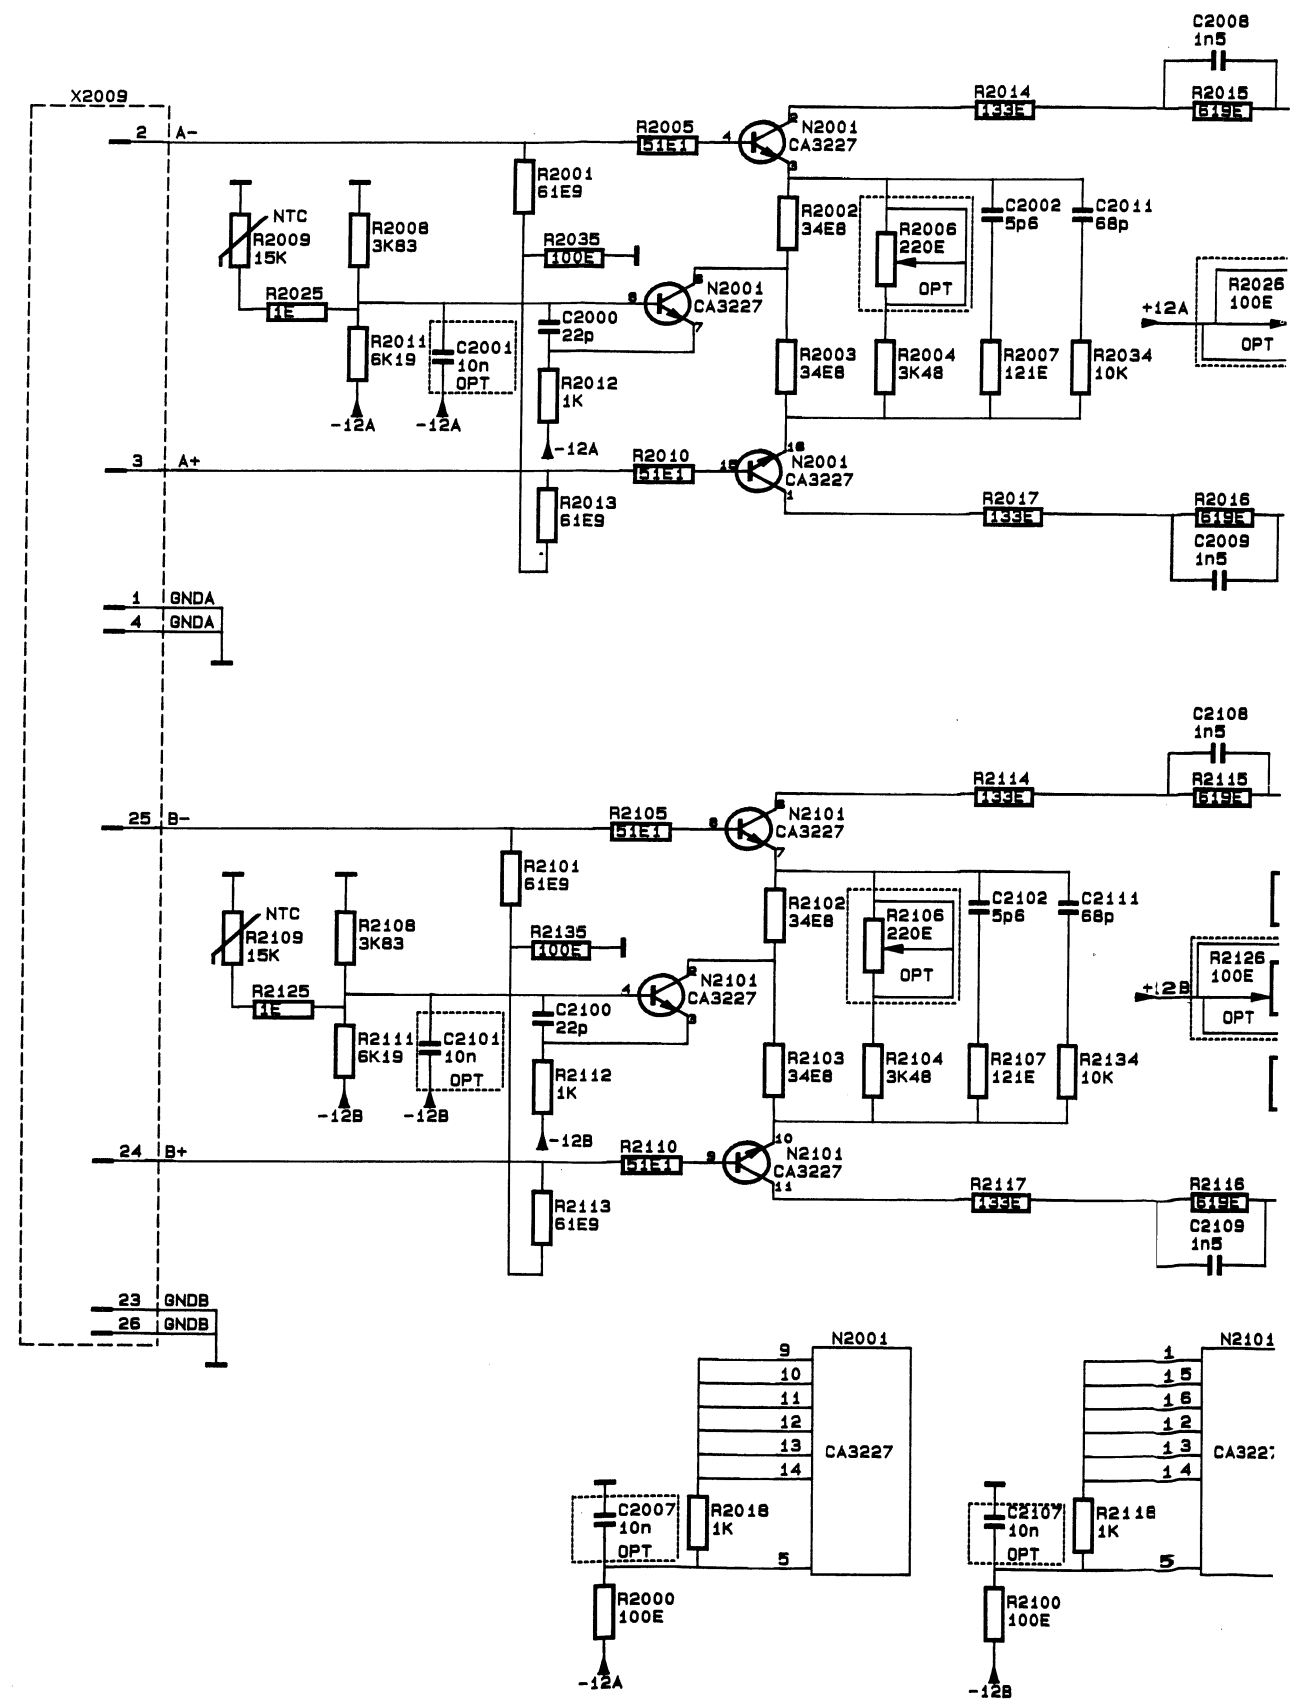 C2008
1n5
X2009
R2014
133E
R2015
619E
2 A-
R2005
51E1
4
2
N2001
CA3227
3
R2001
61E9
NTC
R2009
15K
R2008
3K83
R2035
100E
R2002
34E8
R2006
220E
OPT
C2002
5p6
C2011
68p
R2026
100E
+12A
OPT
R2025
1E
N2001
CA3227
7
C2000
22p
R2011
6K19
C2001
10n
OPT
R2012
1K
R2003
34E8
R2004
3K48
R2007
121E
R2034
10K
-12A
-12A
-12A
3 A+
R2010
51E1
15
16
N2001
CA3227
1
R2013
61E9
R2017
133E
R2016
619E
C2009
1n5
1 GNDA
4 GNDA
C2108
1n5
R2114
133E
R2115
619E
25 B-
R2105
51E1
N2101
CA3227
7
R2101
61E9
NTC
R2109
15K
R2108
3K83
R2135
100E
R2102
34E8
R2106
220E
OPT
C2102
5p6
C2111
68p
R2126
100E
+12B
OPT
R2125
1E
4
2
N2101
CA3227
3
C2100
22p
R2111
6K19
C2101
10n
OPT
R2112
1K
R2103
34E8
R2104
3K48
R2107
121E
R2134
10K
-12B
-12B
-12B
24 B+
R2110
51E1
9
10
N2101
CA3227
11
R2113
61E9
R2117
133E
R2116
619E
C2109
1n5
23 GNDB
26 GNDB
N2001
9
10
11
12
13
14
CA3227
C2007
10n
OPT
R2018
1K
5
R2000
100E
-12A
N2101
1
15
16
12
13
14
CA322
C2107
10n
OPT
R2118
1K
5
R2100
100E
-12B